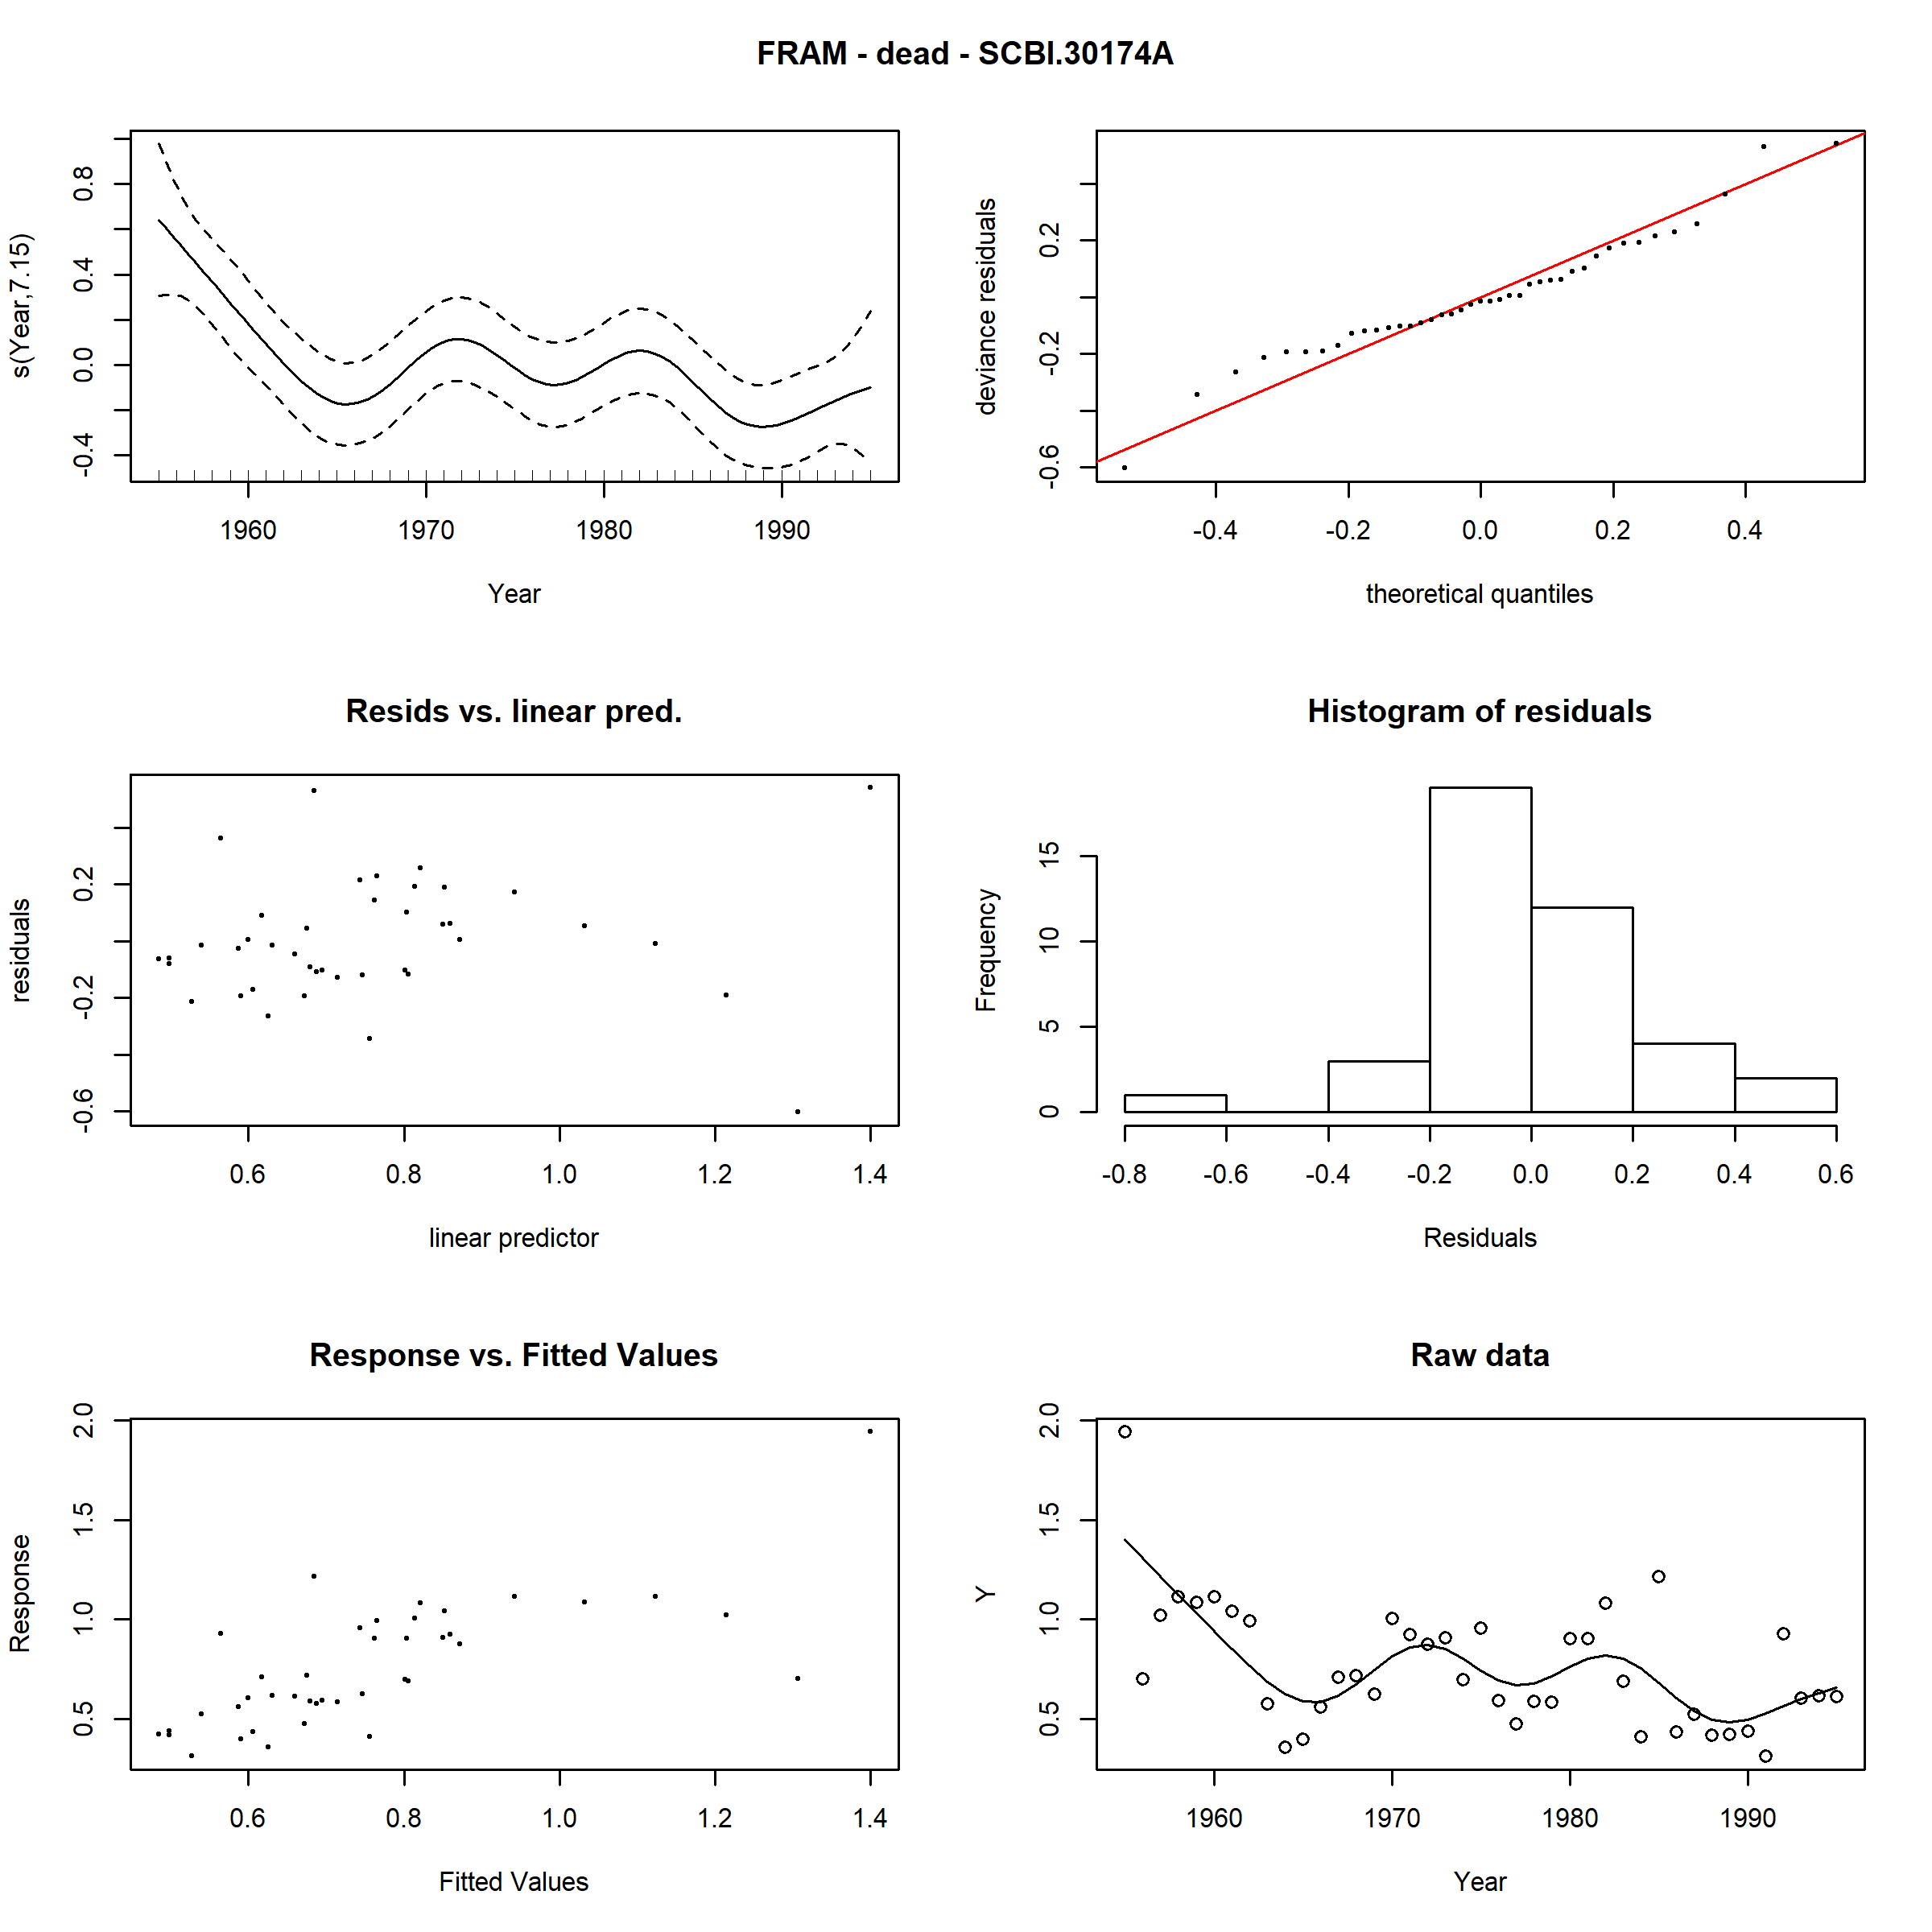 FRAM - dead - SCBI.30174A
s(Year,7.15)
-0.4 0.0 0.4 0.8
1960 1970 1980 1990
Year
deviance residuals
-0.6 -0.2 0.2
-0.4 -0.2 0.0 0.2 0.4
theoretical quantiles
Resids vs. linear pred.
residuals
-0.6 -0.2 0.2
0.6 0.8 1.0 1.2 1.4
linear predictor
Histogram of residuals
Frequency
0 5 10 15
-0.8 -0.6 -0.4 -0.2 0.0 0.2 0.4 0.6
Residuals
Response vs. Fitted Values
Response
0.5 1.0 1.5 2.0
0.6 0.8 1.0 1.2 1.4
Fitted Values
Raw data
Y
0.5 1.0 1.5 2.0
1960 1970 1980 1990
Year